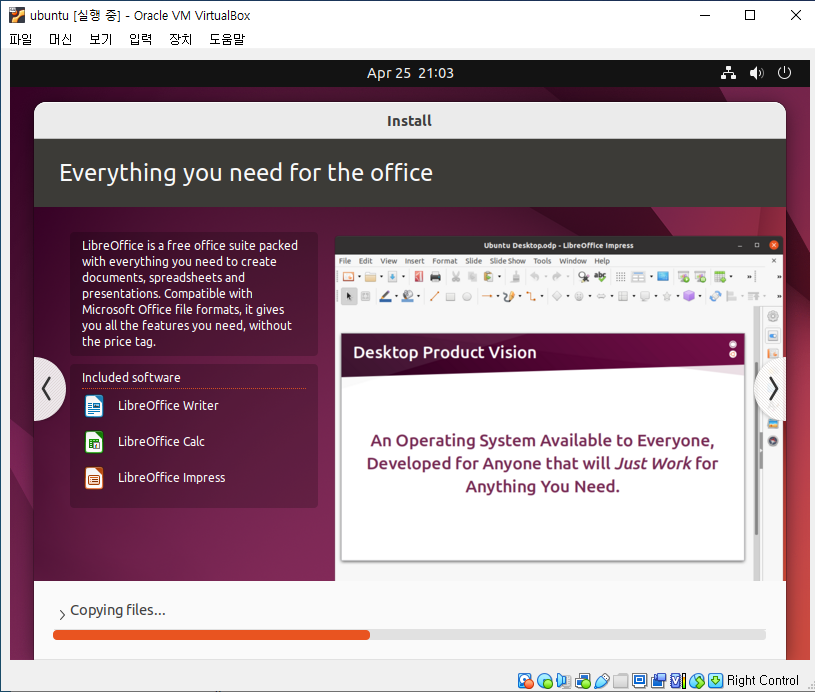 ubuntu [실행 중] - Oracle VM VirtualBox
파일 머신 보기 입력 장치 도움말
Apr 25 21:03
Install
Everything you need for the office
LibreOffice is a free office suite packed
with everything you need to create
documents, spreadsheets and
presentations. Compatible with
Microsoft Office file formats, it gives
you all the features you need, without
the price tag.
Included software
LibreOffice Writer
LibreOffice Calc
LibreOffice Impress
Ubuntu Desktop.odp - LibreOffice Impress
File Edit View Insert Format Slide Slide Show Tools Window Help
abc
Desktop Product Vision
An Operating System Available to Everyone,
Developed for Anyone that will Just Work for
Anything You Need.
Copying files...
Right Control